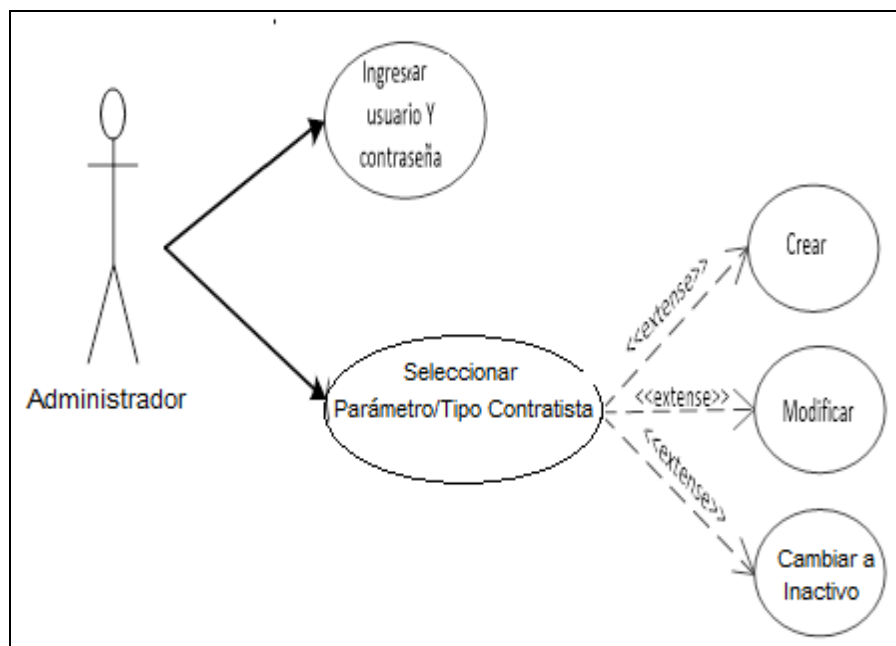 Ingresar
usuario Y
contraseña
Administrador
Seleccionar
Parámetro/Tipo Contratista
<<extense>>
<<extense>>
<<extense>>
Crear
Modificar
Cambiar a
Inactivo